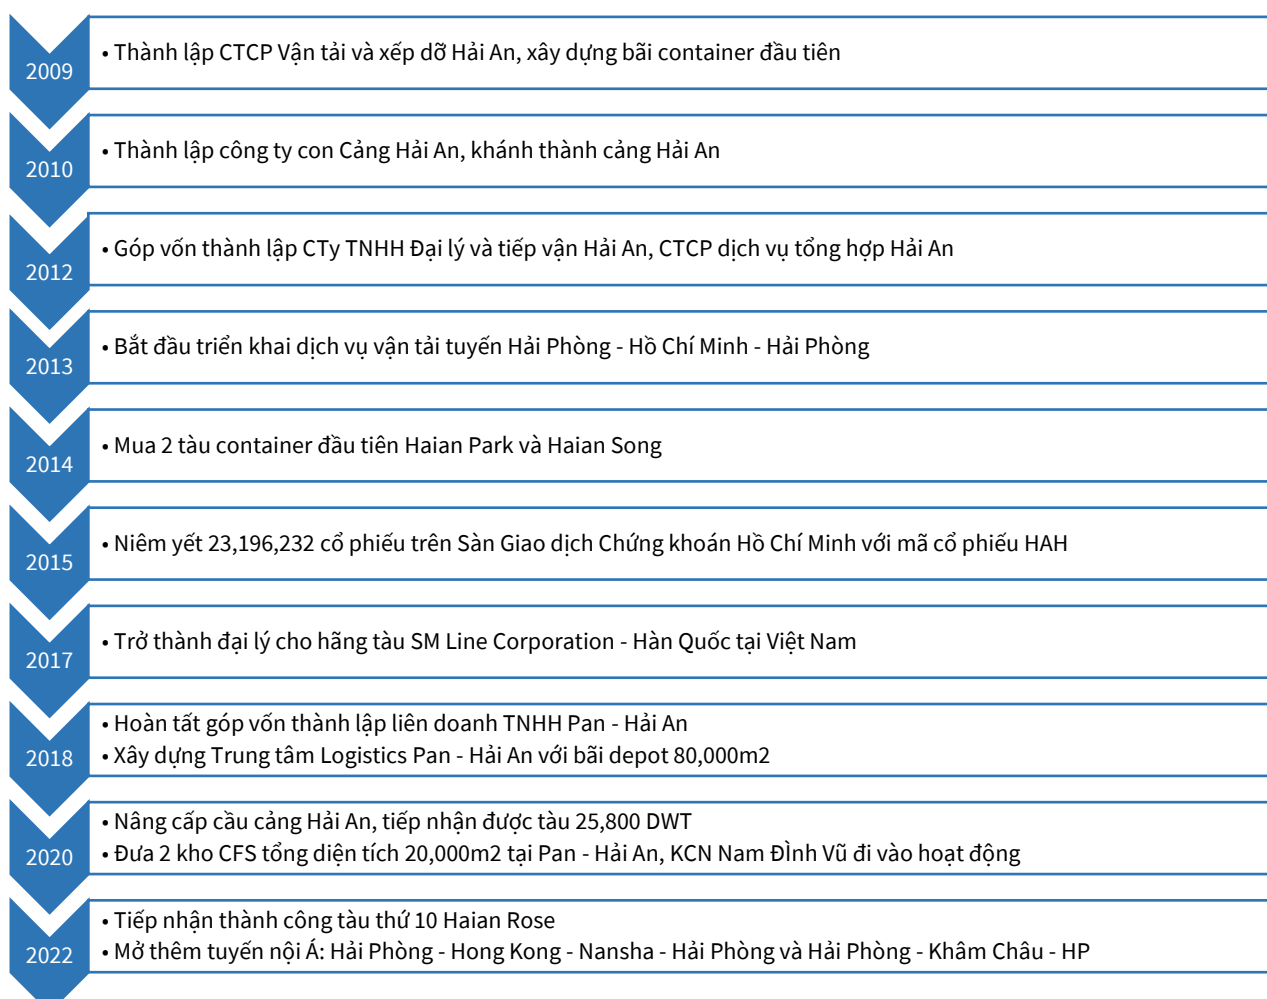 2009
• Thành lập CTCP Vận tải và xếp dỡ Hải An, xây dựng bãi container đầu tiên
2010
• Thành lập công ty con Cảng Hải An, khánh thành cảng Hải An
2012
• Góp vốn thành lập CTy TNHH Đại lý và tiếp vận Hải An, CTCP dịch vụ tổng hợp Hải An
2013
• Bắt đầu triển khai dịch vụ vận tải tuyến Hải Phòng - Hồ Chí Minh - Hải Phòng
2014
• Mua 2 tàu container đầu tiên Haian Park và Haian Song
2015
• Niêm yết 23,196,232 cổ phiếu trên Sàn Giao dịch Chứng khoán Hồ Chí Minh với mã cổ phiếu HAH
2017
• Trở thành đại lý cho hãng tàu SM Line Corporation - Hàn Quốc tại Việt Nam
2018
• Hoàn tất góp vốn thành lập liên doanh TNHH Pan - Hải An
• Xây dựng Trung tâm Logistics Pan - Hải An với bãi depot 80,000m2
2020
• Nâng cấp cầu cảng Hải An, tiếp nhận được tàu 25,800 DWT
• Đưa 2 kho CFS tổng diện tích 20,000m2 tại Pan - Hải An, KCN Nam ĐÌnh Vũ đi vào hoạt động
2022
• Tiếp nhận thành công tàu thứ 10 Haian Rose
• Mở thêm tuyến nội Á: Hải Phòng - Hong Kong - Nansha - Hải Phòng và Hải Phòng - Khâm Châu - HP